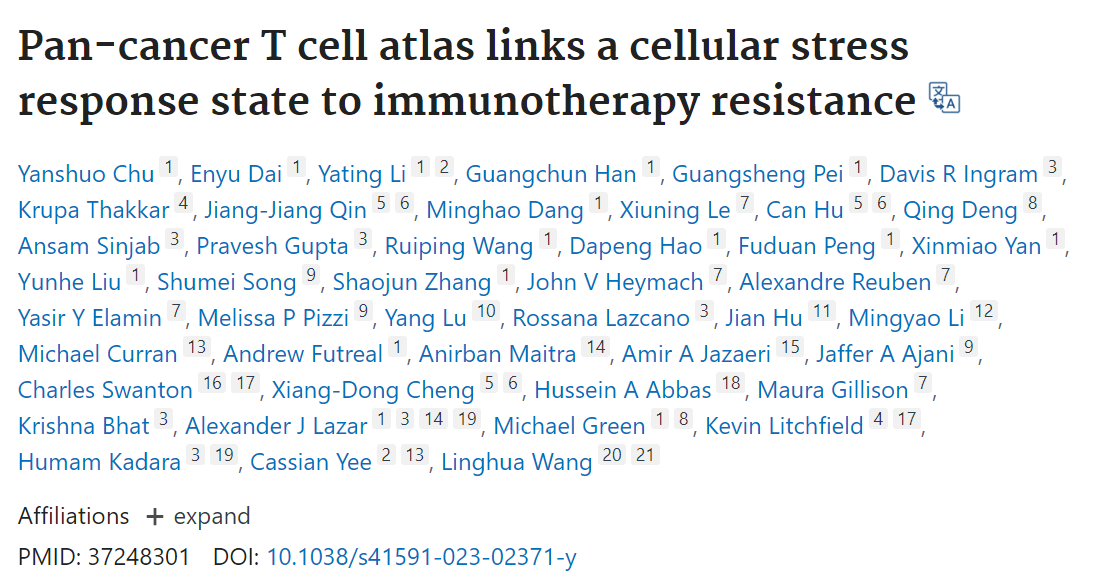 Pan-cancer T cell atlas links a cellular stress
response state to immunotherapy resistance
Yanshuo Chu 1, Enyu Dai 1, Yating Li 1 2, Guangchun Han 1, Guangsheng Pei 1, Davis R Ingram 3,
Krupa Thakkar 4, Jiang-Jiang Qin 5 6, Minghao Dang 1, Xiuning Le 7, Can Hu 5 6, Qing Deng 8,
Ansam Sinjab 3, Pravesh Gupta 3, Ruiping Wang 1, Dapeng Hao 1, Fuduan Peng 1, Xinmiao Yan 1,
Yunhe Liu 1, Shumei Song 9, Shaojun Zhang 1, John V Heymach 7, Alexandre Reuben 7,
Yasir Y Elamin 7, Melissa P Pizzi 9, Yang Lu 10, Rossana Lazcano 3, Jian Hu 11, Mingyao Li 12,
Michael Curran 13, Andrew Futreal 1, Anirban Maitra 14, Amir A Jazaeri 15, Jaffer A Ajani 9,
Charles Swanton 16 17, Xiang-Dong Cheng 5 6, Hussein A Abbas 18, Maura Gillison 7,
Krishna Bhat 3, Alexander J Lazar 1 3 14 19, Michael Green 1 8, Kevin Litchfield 4 17,
Humam Kadara 3 19, Cassian Yee 2 13, Linghua Wang 20 21
Affiliations + expand
PMID: 37248301 DOI: 10.1038/s41591-023-02371-y